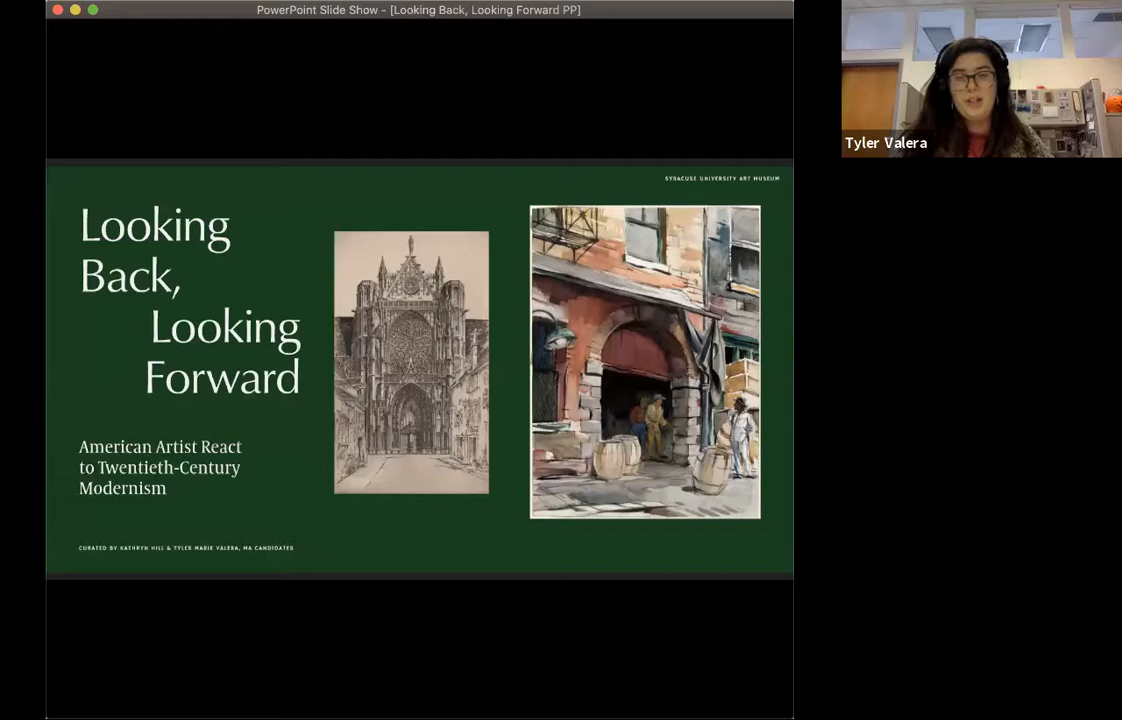 PowerPoint Slide Show - [Looking Back, Looking Forward PP]
SYRACUSE UNIVERSITY ART MUSEUM
Looking
Back,
Looking
Forward
American Artist React
to Twentieth-Century
Modernism
CURATED BY KATHRYN HILL & TYLER MARIE VALERA, MA CANDIDATES
Tyler Valera